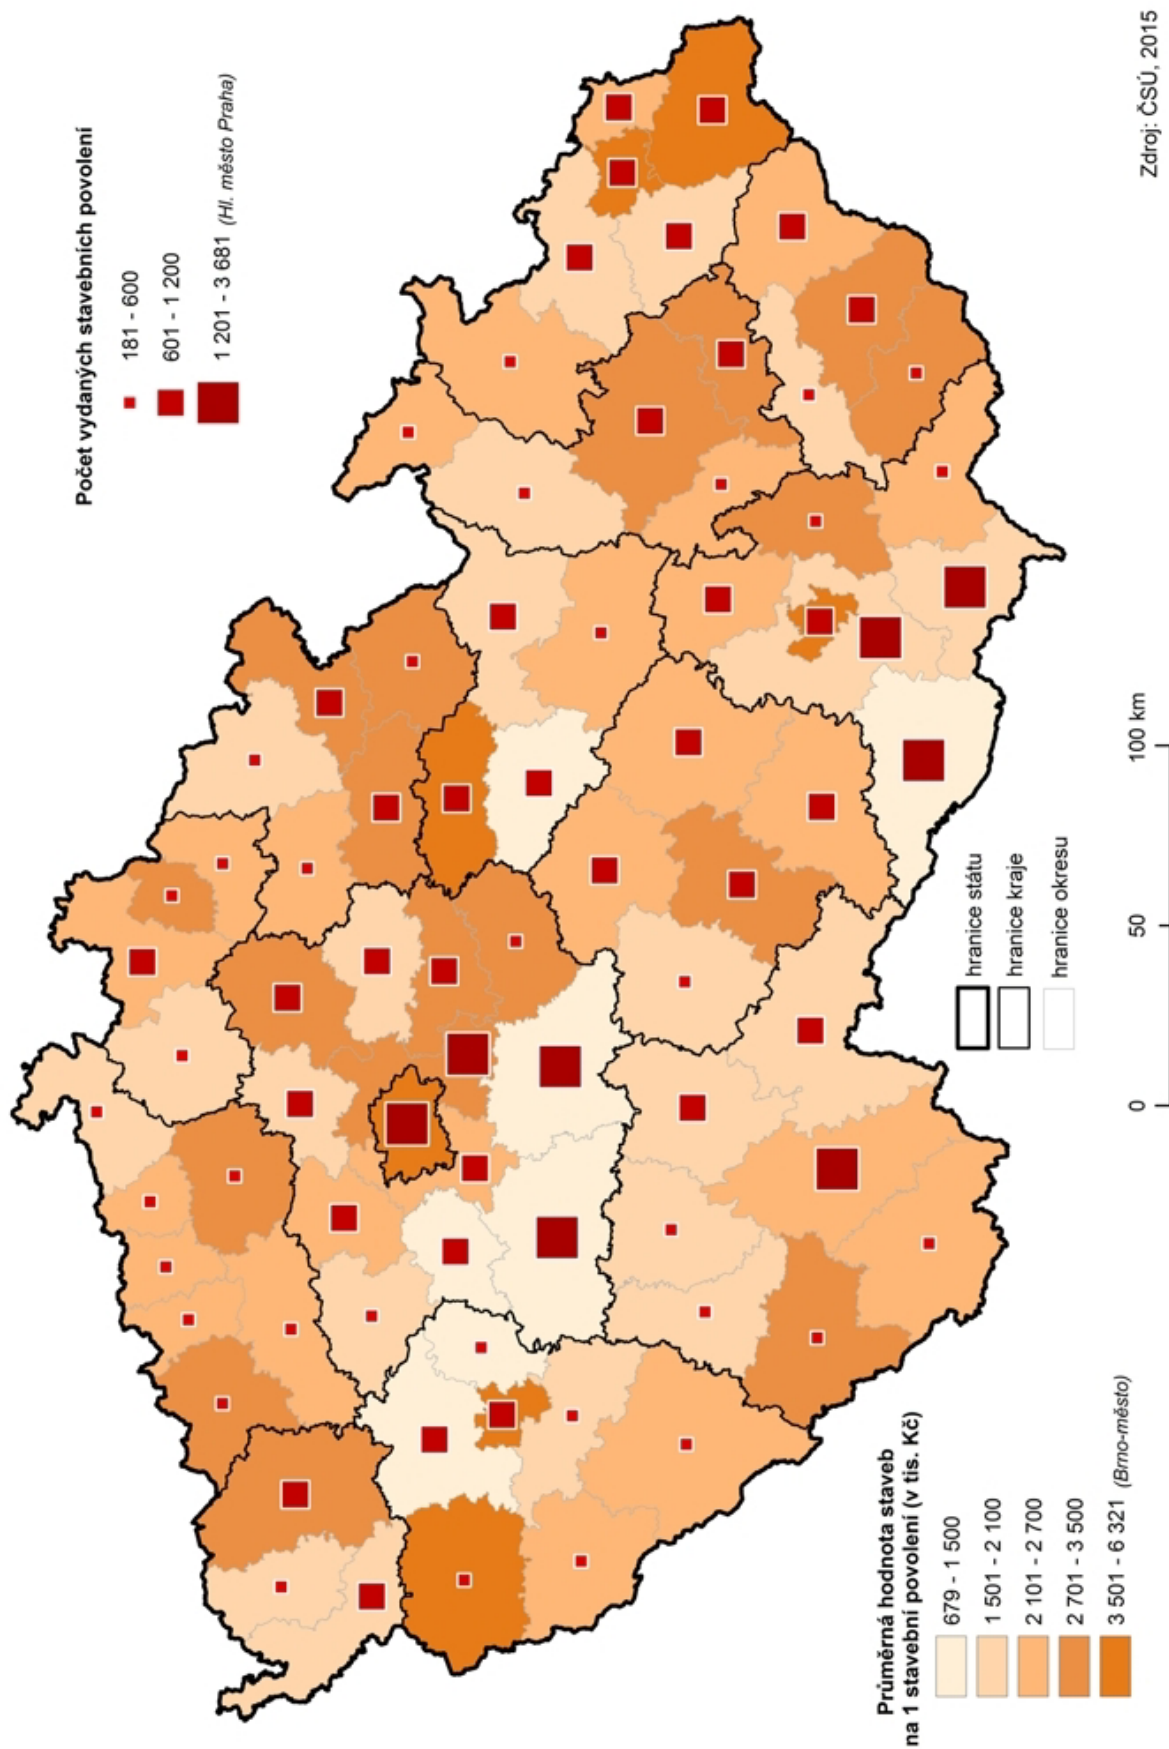 Počet vydaných stavebních povolení
181 - 600
601 - 1 200
1 201 - 3 681 (Hl. město Praha)
Průměrná hodnota staveb
na 1 stavební povolení (v tis. Kč)
679 - 1 500
1 501 - 2 100
2 101 - 2 700
2 701 - 3 500
3 501 - 6 321 (Brno-město)
hranice státu
hranice kraje
hranice okresu
0 50 100 km
Zdroj: ČSÚ, 2015